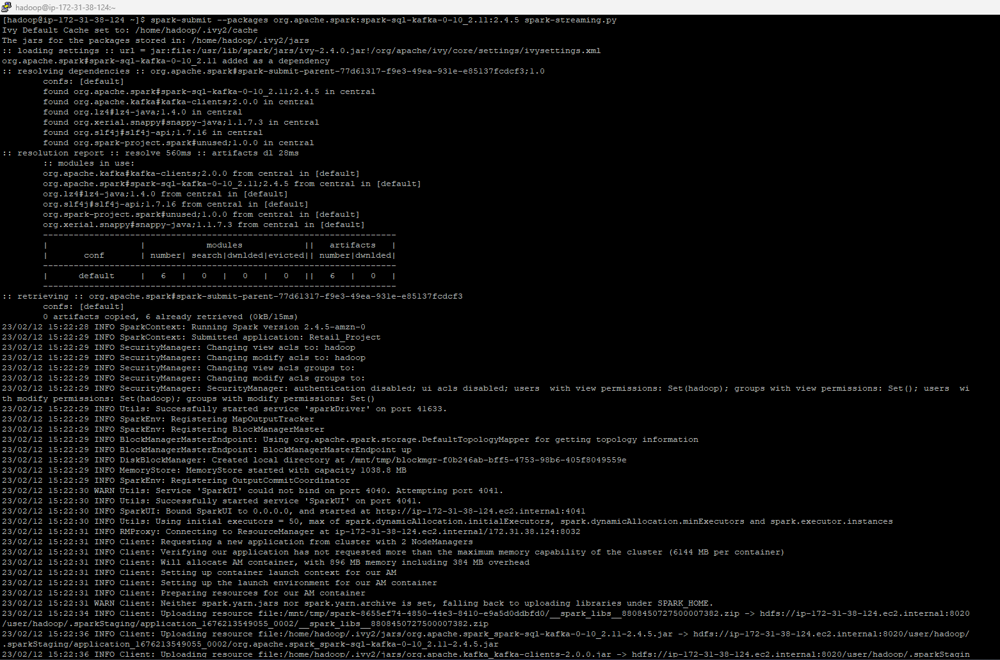 hadoop@ip-172-31-38-124:~
[hadoop@ip-172-31-38-124 ~]$ spark-submit --packages org.apache.spark:spark-sql-kafka-0-10_2.11:2.4.5 spark-streaming.py
Ivy Default Cache set to: /home/hadoop/.ivy2/cache
The jars for the packages stored in: /home/hadoop/.ivy2/jars
:: loading settings :: url = jar:file:/usr/lib/spark/jars/ivy-2.4.0.jar!/org/apache/ivy/core/settings/ivysettings.xml
org.apache.spark#spark-sql-kafka-0-10_2.11 added as a dependency
:: resolving dependencies :: org.apache.spark#spark-submit-parent-77d61317-f9e3-49ea-931e-e85137fcdcf3;1.0
        confs: [default]
        found org.apache.spark#spark-sql-kafka-0-10_2.11;2.4.5 in central
        found org.apache.kafka#kafka-clients;2.0.0 in central
        found org.lz4#lz4-java;1.4.0 in central
        found org.xerial.snappy#snappy-java;1.1.7.3 in central
        found org.slf4j#slf4j-api;1.7.16 in central
        found org.spark-project.spark#unused;1.0.0 in central
:: resolution report :: resolve 560ms :: artifacts dl 28ms
        :: modules in use:
        org.apache.kafka#kafka-clients;2.0.0 from central in [default]
        org.apache.spark#spark-sql-kafka-0-10_2.11;2.4.5 from central in [default]
        org.lz4#lz4-java;1.4.0 from central in [default]
        org.slf4j#slf4j-api;1.7.16 from central in [default]
        org.spark-project.spark#unused;1.0.0 from central in [default]
        org.xerial.snappy#snappy-java;1.1.7.3 from central in [default]
        ---------------------------------------------------------------------
        |                  |            modules            ||   artifacts   |
        |       conf       | number| search|dwnlded|evicted|| number|dwnlded|
        ---------------------------------------------------------------------
        |      default     |   6   |   0   |   0   |   0   ||   6   |   0   |
        ---------------------------------------------------------------------
:: retrieving :: org.apache.spark#spark-submit-parent-77d61317-f9e3-49ea-931e-e85137fcdcf3
        confs: [default]
        0 artifacts copied, 6 already retrieved (0kB/15ms)
23/02/12 15:22:28 INFO SparkContext: Running Spark version 2.4.5-amzn-0
23/02/12 15:22:29 INFO SparkContext: Submitted application: Retail_Project
23/02/12 15:22:29 INFO SecurityManager: Changing view acls to: hadoop
23/02/12 15:22:29 INFO SecurityManager: Changing modify acls to: hadoop
23/02/12 15:22:29 INFO SecurityManager: Changing view acls groups to:
23/02/12 15:22:29 INFO SecurityManager: Changing modify acls groups to:
23/02/12 15:22:29 INFO SecurityManager: SecurityManager: authentication disabled; ui acls disabled; users  with view permissions: Set(hadoop); groups with view permissions: Set(); users  wi
th modify permissions: Set(hadoop); groups with modify permissions: Set()
23/02/12 15:22:29 INFO Utils: Successfully started service 'sparkDriver' on port 41633.
23/02/12 15:22:29 INFO SparkEnv: Registering MapOutputTracker
23/02/12 15:22:29 INFO SparkEnv: Registering BlockManagerMaster
23/02/12 15:22:29 INFO BlockManagerMasterEndpoint: Using org.apache.spark.storage.DefaultTopologyMapper for getting topology information
23/02/12 15:22:29 INFO BlockManagerMasterEndpoint: BlockManagerMasterEndpoint up
23/02/12 15:22:29 INFO DiskBlockManager: Created local directory at /mnt/tmp/blockmgr-f0b246ab-bff5-4753-98b6-405f8049559e
23/02/12 15:22:29 INFO MemoryStore: MemoryStore started with capacity 1038.8 MB
23/02/12 15:22:29 INFO SparkEnv: Registering OutputCommitCoordinator
23/02/12 15:22:30 WARN Utils: Service 'SparkUI' could not bind on port 4040. Attempting port 4041.
23/02/12 15:22:30 INFO Utils: Successfully started service 'SparkUI' on port 4041.
23/02/12 15:22:30 INFO SparkUI: Bound SparkUI to 0.0.0.0, and started at http://ip-172-31-38-124.ec2.internal:4041
23/02/12 15:22:30 INFO Utils: Using initial executors = 50, max of spark.dynamicAllocation.initialExecutors, spark.dynamicAllocation.minExecutors and spark.executor.instances
23/02/12 15:22:31 INFO RMProxy: Connecting to ResourceManager at ip-172-31-38-124.ec2.internal/172.31.38.124:8032
23/02/12 15:22:31 INFO Client: Requesting a new application from cluster with 2 NodeManagers
23/02/12 15:22:31 INFO Client: Verifying our application has not requested more than the maximum memory capability of the cluster (6144 MB per container)
23/02/12 15:22:31 INFO Client: Will allocate AM container, with 896 MB memory including 384 MB overhead
23/02/12 15:22:31 INFO Client: Setting up container launch context for our AM
23/02/12 15:22:31 INFO Client: Setting up the launch environment for our AM container
23/02/12 15:22:31 INFO Client: Preparing resources for our AM container
23/02/12 15:22:31 WARN Client: Neither spark.yarn.jars nor spark.yarn.archive is set, falling back to uploading libraries under SPARK_HOME.
23/02/12 15:22:34 INFO Client: Uploading resource file:/mnt/tmp/spark-8655ef74-4850-44e3-8410-e9a5d0ddbfd0/__spark_libs__8808450727500007382.zip -> hdfs://ip-172-31-38-124.ec2.internal:8020
/user/hadoop/.sparkStaging/application_1676213549055_0002/__spark_libs__8808450727500007382.zip
23/02/12 15:22:36 INFO Client: Uploading resource file:/home/hadoop/.ivy2/jars/org.apache.spark_spark-sql-kafka-0-10_2.11-2.4.5.jar -> hdfs://ip-172-31-38-124.ec2.internal:8020/user/hadoop/
.sparkStaging/application_1676213549055_0002/org.apache.spark_spark-sql-kafka-0-10_2.11-2.4.5.jar
23/02/12 15:22:36 INFO Client: Uploading resource file:/home/hadoop/.ivy2/jars/org.apache.kafka_kafka-clients-2.0.0.jar -> hdfs://ip-172-31-38-124.ec2.internal:8020/user/hadoop/.sparkStagin